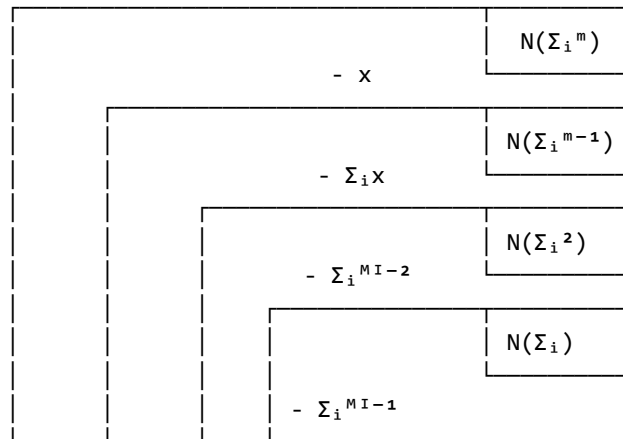 N(Σᵢᵐ)
- x
N(Σᵢᵐ⁻¹)
- Σᵢx
N(Σᵢ²)
- Σᵢᴹᴵ⁻²
N(Σᵢ)
- Σᵢᴹᴵ⁻¹